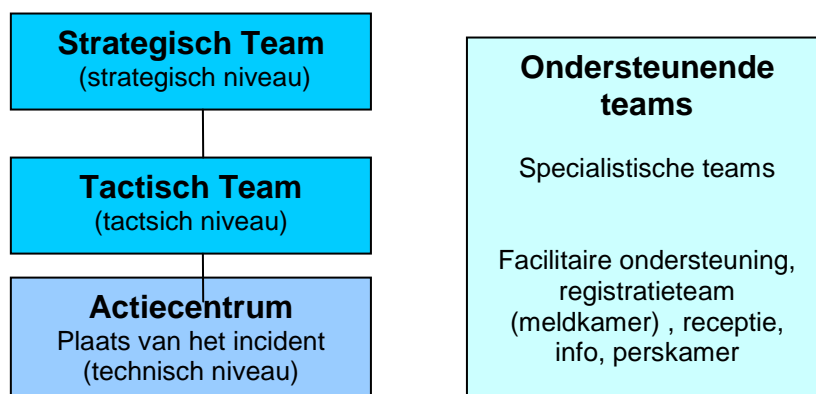 Strategisch Team
(strategisch niveau)
Tactisch Team
(tactsich niveau)
Actiecentrum
Plaats van het incident
(technisch niveau)
Ondersteunende
teams
Specialistische teams
Facilitaire ondersteuning,
registratieteam
(meldkamer) , receptie,
info, perskamer